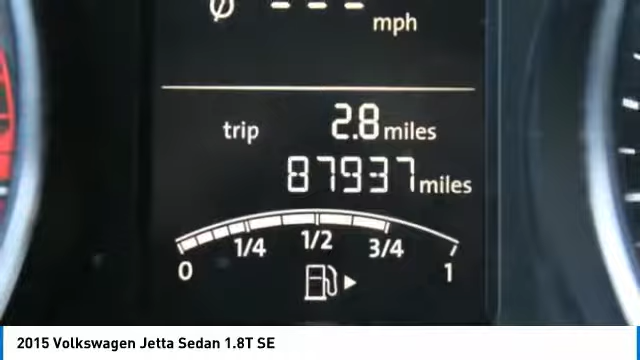 Ø --- mph
trip 2.8 miles
87937 miles
0 1/4 1/2 3/4 1
2015 Volkswagen Jetta Sedan 1.8T SE